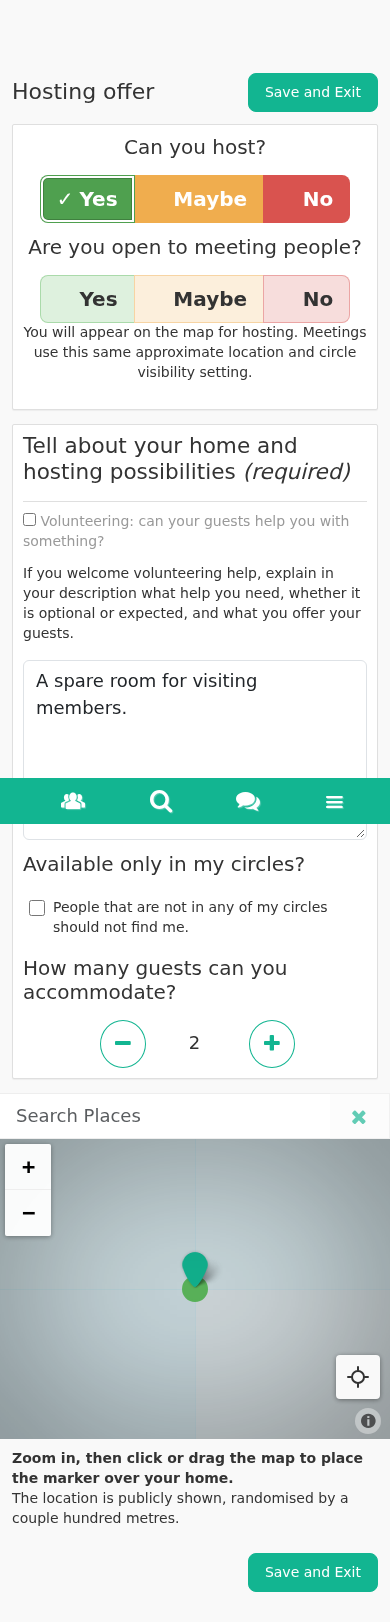 Hosting offer
Save and Exit
Can you host?
✓ Yes
Maybe
No
Are you open to meeting people?
Yes
Maybe
No
You will appear on the map for hosting. Meetings
use this same approximate location and circle
visibility setting.
Tell about your home and
hosting possibilities (required)
Volunteering: can your guests help you with
something?
If you welcome volunteering help, explain in
your description what help you need, whether it
is optional or expected, and what you offer your
guests.
A spare room for visiting
members.
Available only in my circles?
People that are not in any of my circles
should not find me.
How many guests can you
accommodate?
2
Search Places
+
−
Zoom in, then click or drag the map to place
the marker over your home.
The location is publicly shown, randomised by a
couple hundred metres.
Save and Exit